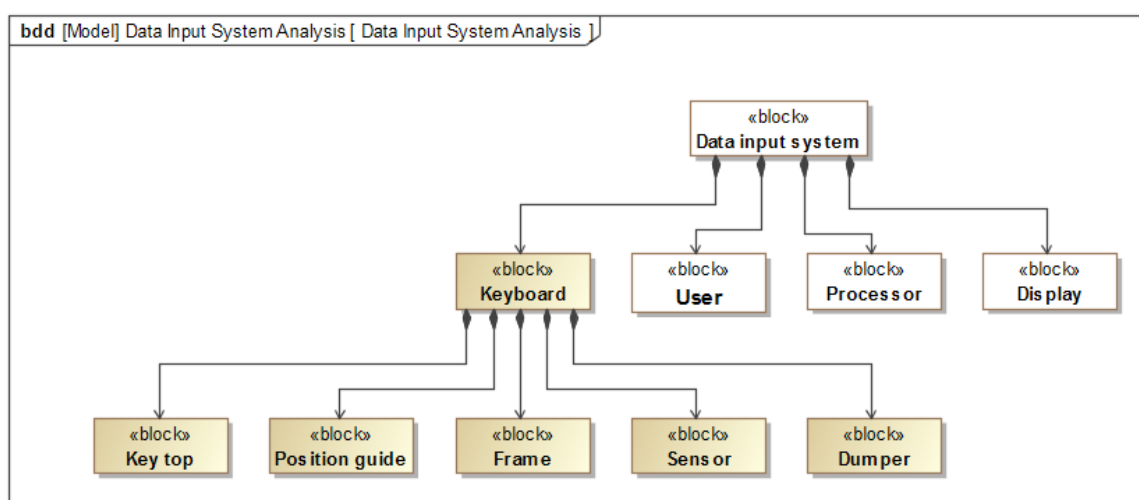 bdd [Model] Data Input System Analysis [ Data Input System Analysis ]
«block»
Data input system
«block»
Keyboard
«block»
User
«block»
Processor
«block»
Display
«block»
Key top
«block»
Position guide
«block»
Frame
«block»
Sensor
«block»
Dumper